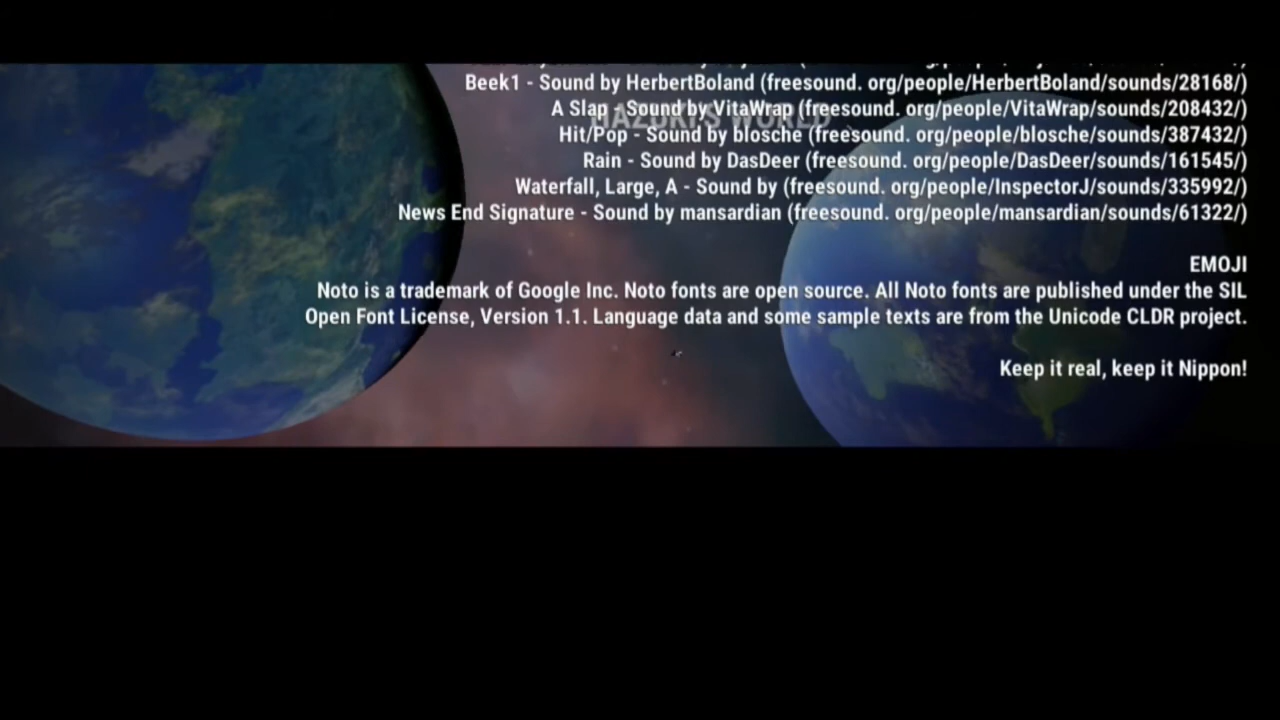 Beek1 - Sound by HerbertBoland (freesound. org/people/HerbertBoland/sounds/28168/)
A Slap - Sound by VitaWrap (freesound. org/people/VitaWrap/sounds/208432/)
Hit/Pop - Sound by blosche (freesound. org/people/blosche/sounds/387432/)
Rain - Sound by DasDeer (freesound. org/people/DasDeer/sounds/161545/)
Waterfall, Large, A - Sound by (freesound. org/people/InspectorJ/sounds/335992/)
News End Signature - Sound by mansardian (freesound. org/people/mansardian/sounds/61322/)
EMOJI
Noto is a trademark of Google Inc. Noto fonts are open source. All Noto fonts are published under the SIL
Open Font License, Version 1.1. Language data and some sample texts are from the Unicode CLDR project.
Keep it real, keep it Nippon!